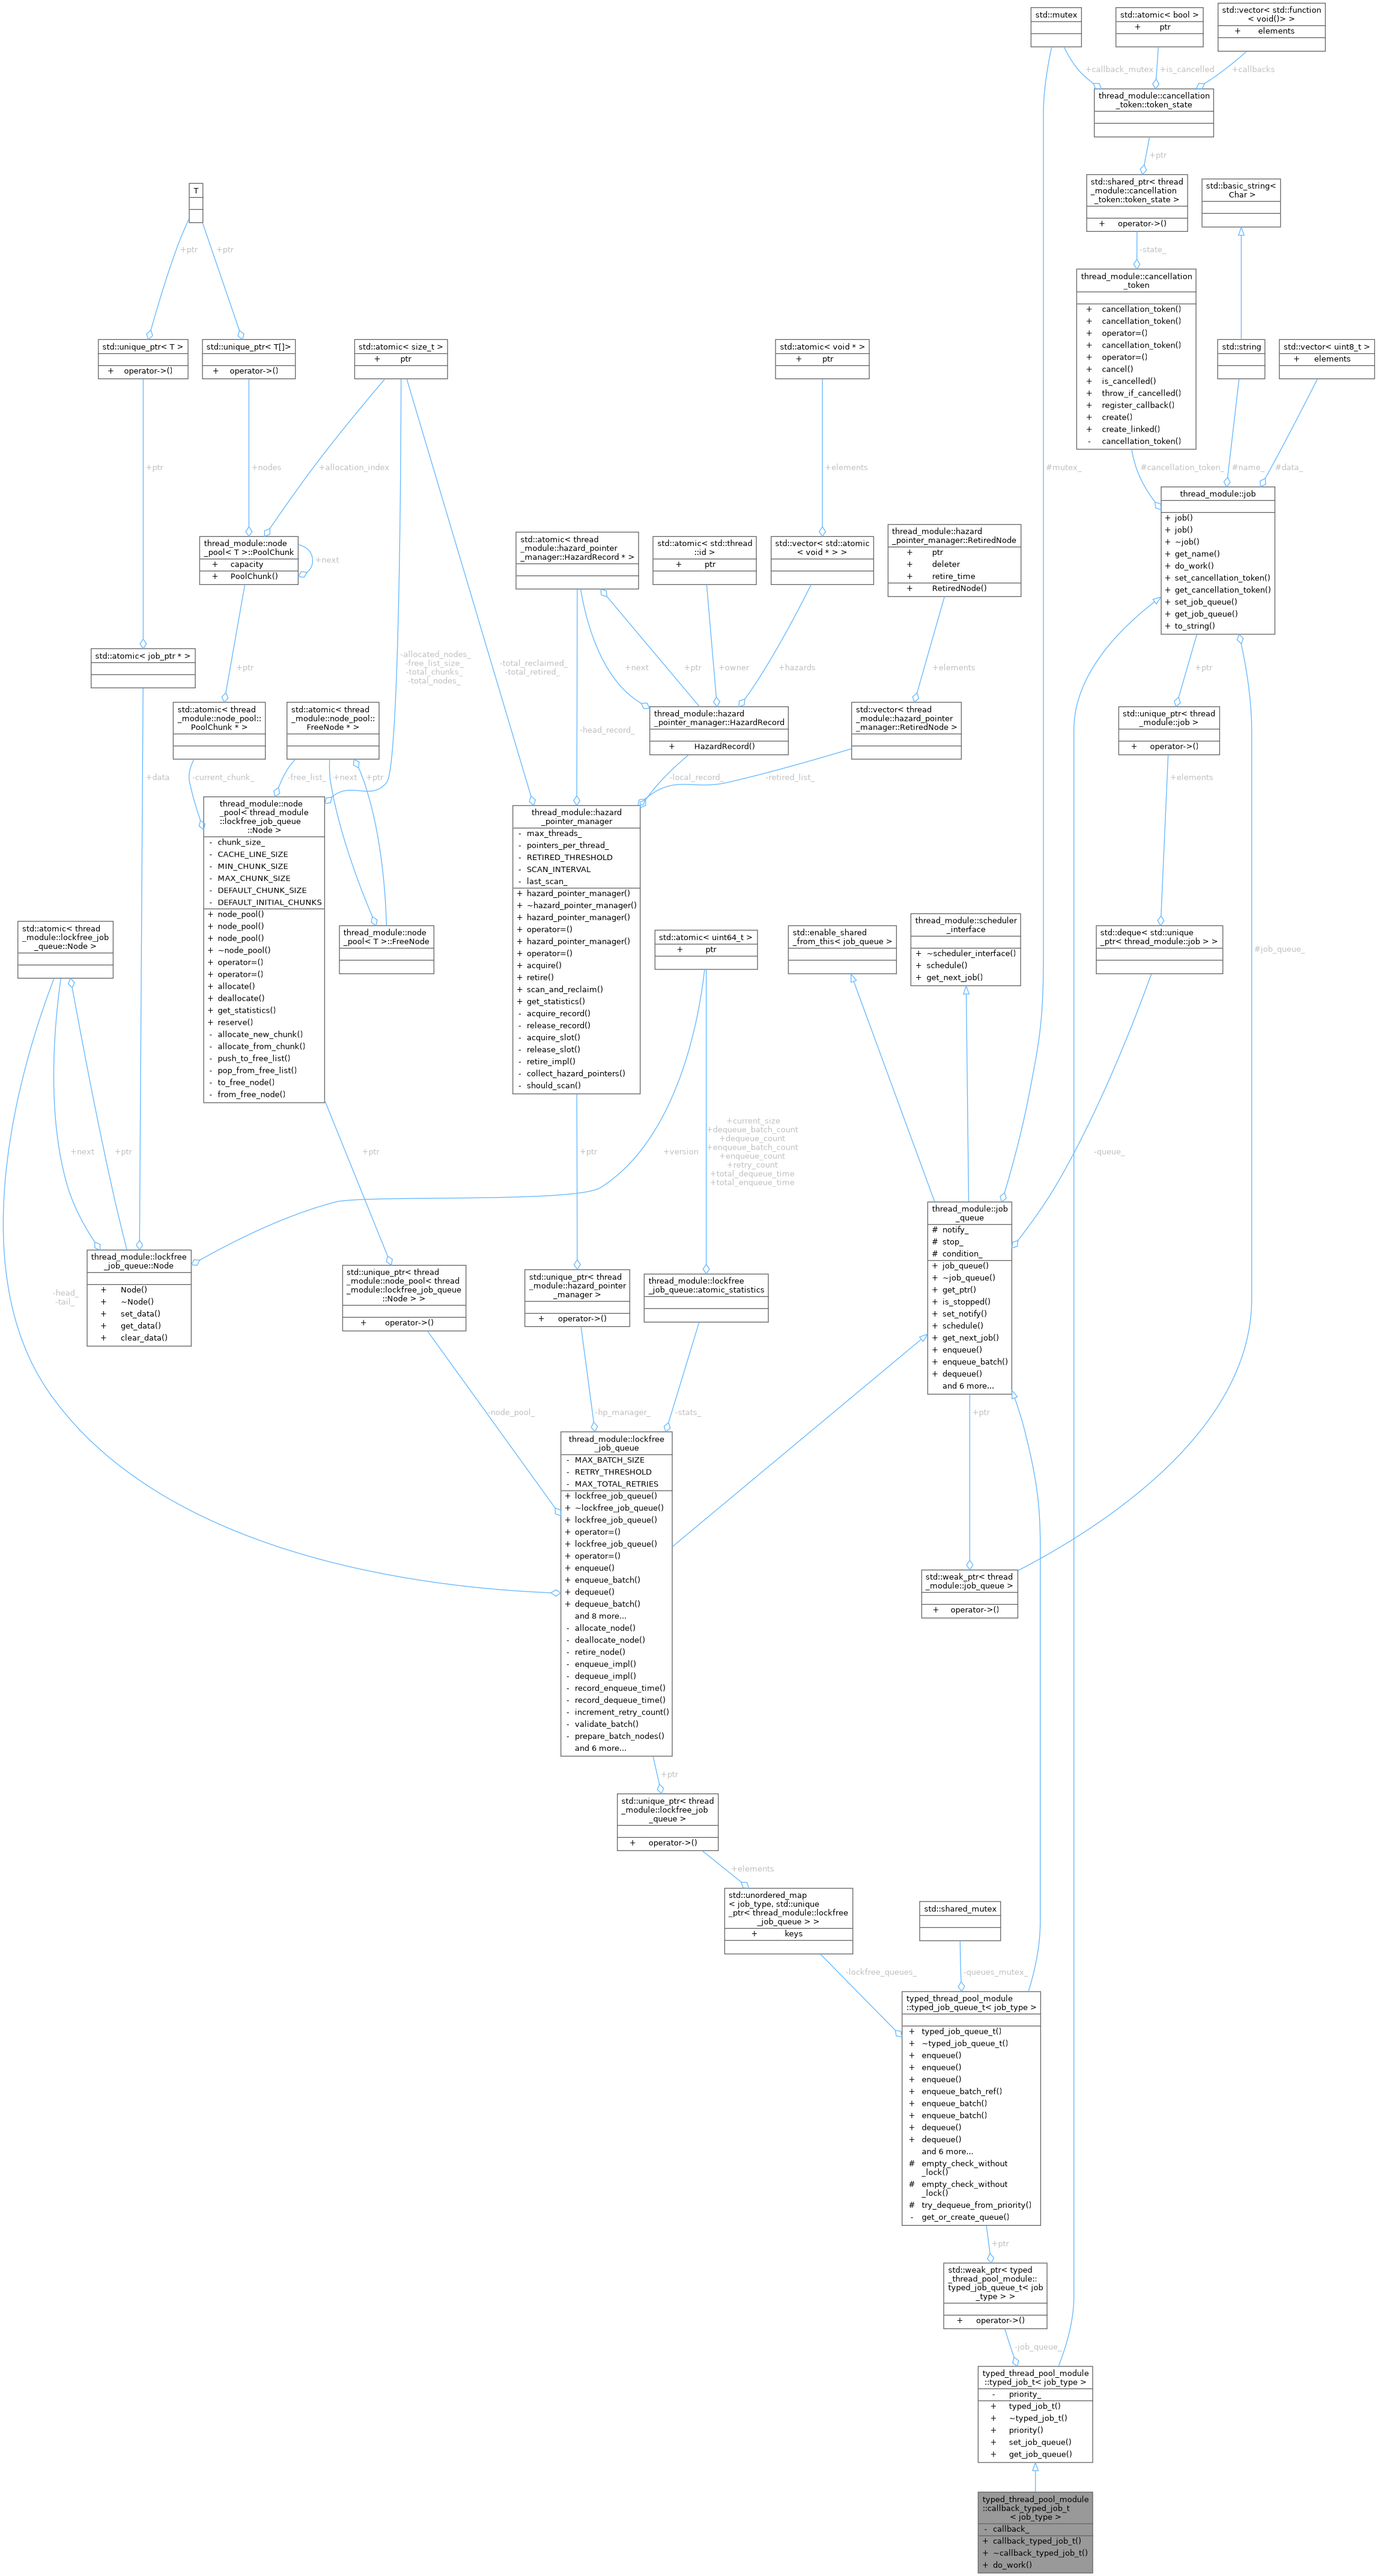 std::mutex
std::atomic< bool >
+ ptr
std::vector< std::function
< void()> >
+ elements
+callback_mutex
+is_cancelled
+callbacks
thread_module::cancellation
_token::token_state
+ptr
std::shared_ptr< thread
_module::cancellation
_token::token_state >
+ operator->()
std::basic_string<
Char >
T
+ptr
+ptr
-state_
thread_module::cancellation
_token
+ cancellation_token()
+ cancellation_token()
+ operator=()
+ cancellation_token()
+ operator=()
+ cancel()
+ is_cancelled()
+ throw_if_cancelled()
+ register_callback()
+ create()
+ create_linked()
- cancellation_token()
std::unique_ptr< T >
+ operator->()
std::unique_ptr< T[]>
+ operator->()
std::atomic< size_t >
+ ptr
std::atomic< void * >
+ ptr
std::string
std::vector< uint8_t >
+ elements
+ptr
+nodes
+allocation_index
+elements
#mutex_
#cancellation_token_
#name_
#data_
thread_module::job
+ job()
+ job()
+ ~job()
+ get_name()
+ do_work()
+ set_cancellation_token()
+ get_cancellation_token()
+ set_job_queue()
+ get_job_queue()
+ to_string()
thread_module::node
_pool< T >::PoolChunk
+ capacity
+ PoolChunk()
+next
std::atomic< thread
_module::hazard_pointer
_manager::HazardRecord * >
std::atomic< std::thread
::id >
+ ptr
std::vector< std::atomic
< void * > >
thread_module::hazard
_pointer_manager::RetiredNode
+ ptr
+ deleter
+ retire_time
+ RetiredNode()
std::atomic< job_ptr * >
+ptr
-allocated_nodes_
-free_list_size_
-total_chunks_
-total_nodes_
-total_reclaimed_
-total_retired_
+next
+ptr
+owner
+hazards
+elements
+ptr
std::atomic< thread
_module::node_pool::
PoolChunk * >
std::atomic< thread
_module::node_pool::
FreeNode * >
-head_record_
thread_module::hazard
_pointer_manager::HazardRecord
+ HazardRecord()
std::vector< thread
_module::hazard_pointer
_manager::RetiredNode >
std::unique_ptr< thread
_module::job >
+ operator->()
+data
-current_chunk_
-free_list_
+next
+ptr
-local_record_
-retired_list_
+elements
thread_module::node
_pool< thread_module
::lockfree_job_queue
::Node >
- chunk_size_
- CACHE_LINE_SIZE
- MIN_CHUNK_SIZE
- MAX_CHUNK_SIZE
- DEFAULT_CHUNK_SIZE
- DEFAULT_INITIAL_CHUNKS
+ node_pool()
+ node_pool()
+ node_pool()
+ ~node_pool()
+ operator=()
+ operator=()
+ allocate()
+ deallocate()
+ get_statistics()
+ reserve()
- allocate_new_chunk()
- allocate_from_chunk()
- push_to_free_list()
- pop_from_free_list()
- to_free_node()
- from_free_node()
thread_module::hazard
_pointer_manager
- max_threads_
- pointers_per_thread_
- RETIRED_THRESHOLD
- SCAN_INTERVAL
- last_scan_
+ hazard_pointer_manager()
+ ~hazard_pointer_manager()
+ hazard_pointer_manager()
+ operator=()
+ hazard_pointer_manager()
+ operator=()
+ acquire()
+ retire()
+ scan_and_reclaim()
+ get_statistics()
- acquire_record()
- release_record()
- acquire_slot()
- release_slot()
- retire_impl()
- collect_hazard_pointers()
- should_scan()
std::atomic< thread
_module::lockfree_job
_queue::Node >
thread_module::node
_pool< T >::FreeNode
std::atomic< uint64_t >
+ ptr
std::enable_shared
_from_this< job_queue >
thread_module::scheduler
_interface
+ ~scheduler_interface()
+ schedule()
+ get_next_job()
std::deque< std::unique
_ptr< thread_module::job > >
#job_queue_
+next
+ptr
+ptr
+ptr
+version
+current_size
+dequeue_batch_count
+dequeue_count
+enqueue_batch_count
+enqueue_count
+retry_count
+total_dequeue_time
+total_enqueue_time
-queue_
thread_module::job
_queue
# notify_
# stop_
# condition_
+ job_queue()
+ ~job_queue()
+ get_ptr()
+ is_stopped()
+ set_notify()
+ schedule()
+ get_next_job()
+ enqueue()
+ enqueue_batch()
+ dequeue()
and 6 more...
thread_module::lockfree
_job_queue::Node
+ Node()
+ ~Node()
+ set_data()
+ get_data()
+ clear_data()
-head_
-tail_
std::unique_ptr< thread
_module::node_pool< thread
_module::lockfree_job_queue
::Node > >
+ operator->()
std::unique_ptr< thread
_module::hazard_pointer
_manager >
+ operator->()
thread_module::lockfree
_job_queue::atomic_statistics
-node_pool_
-hp_manager_
-stats_
+ptr
thread_module::lockfree
_job_queue
- MAX_BATCH_SIZE
- RETRY_THRESHOLD
- MAX_TOTAL_RETRIES
+ lockfree_job_queue()
+ ~lockfree_job_queue()
+ lockfree_job_queue()
+ operator=()
+ lockfree_job_queue()
+ operator=()
+ enqueue()
+ enqueue_batch()
+ dequeue()
+ dequeue_batch()
and 8 more...
- allocate_node()
- deallocate_node()
- retire_node()
- enqueue_impl()
- dequeue_impl()
- record_enqueue_time()
- record_dequeue_time()
- increment_retry_count()
- validate_batch()
- prepare_batch_nodes()
and 6 more...
std::weak_ptr< thread
_module::job_queue >
+ operator->()
+ptr
std::unique_ptr< thread
_module::lockfree_job
_queue >
+ operator->()
+elements
std::unordered_map
< job_type, std::unique
_ptr< thread_module::lockfree
_job_queue > >
+ keys
std::shared_mutex
-lockfree_queues_
-queues_mutex_
typed_thread_pool_module
::typed_job_queue_t< job_type >
+ typed_job_queue_t()
+ ~typed_job_queue_t()
+ enqueue()
+ enqueue()
+ enqueue()
+ enqueue_batch_ref()
+ enqueue_batch()
+ enqueue_batch()
+ dequeue()
+ dequeue()
and 6 more...
# empty_check_without
_lock()
# empty_check_without
_lock()
# try_dequeue_from_priority()
- get_or_create_queue()
+ptr
std::weak_ptr< typed
_thread_pool_module::
typed_job_queue_t< job
_type > >
+ operator->()
-job_queue_
typed_thread_pool_module
::typed_job_t< job_type >
- priority_
+ typed_job_t()
+ ~typed_job_t()
+ priority()
+ set_job_queue()
+ get_job_queue()
typed_thread_pool_module
::callback_typed_job_t
< job_type >
- callback_
+ callback_typed_job_t()
+ ~callback_typed_job_t()
+ do_work()